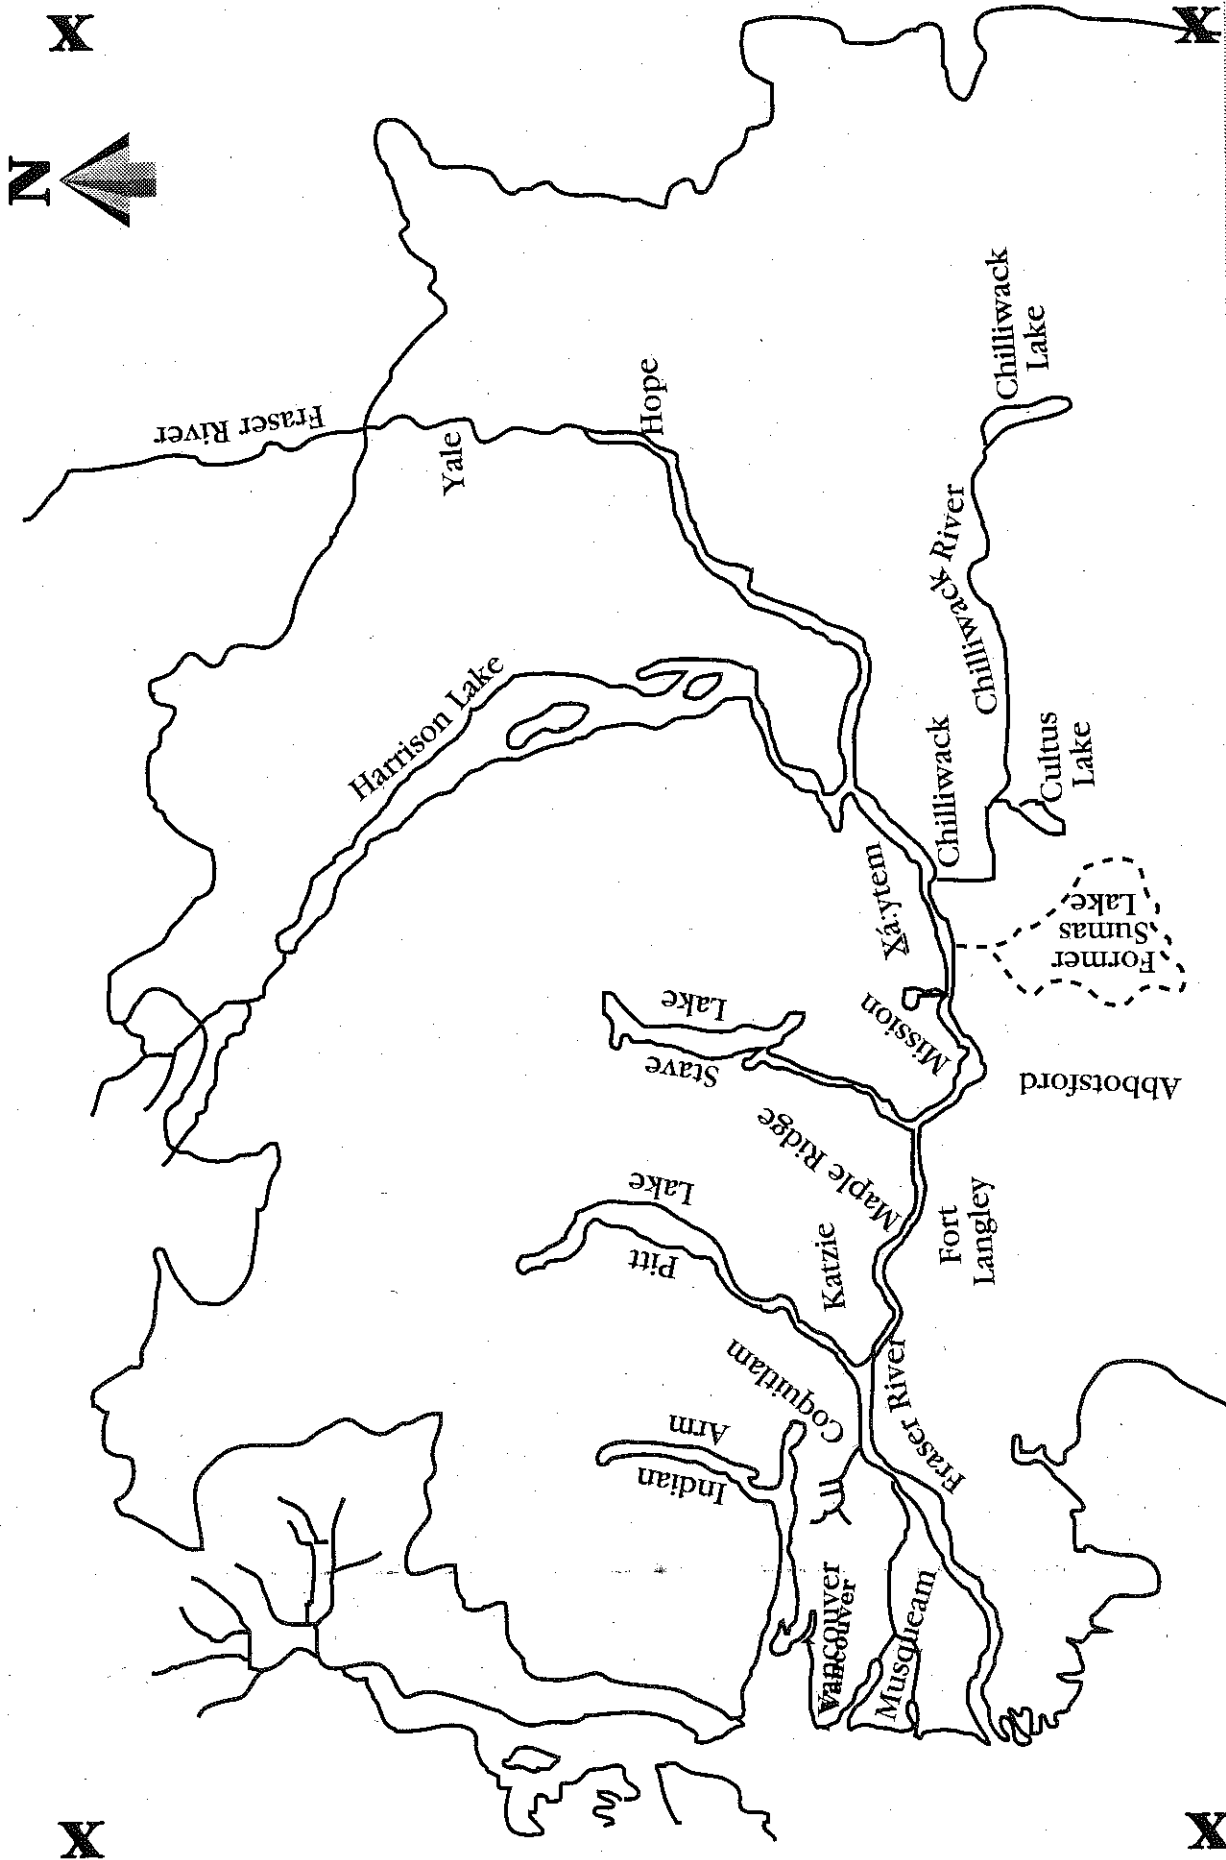 X
N
X
Fraser River
Yale
Hope
Harrison Lake
Chilliwack
Lake
Chilliwack River
Chilliwack
Cultus
Lake
Former
Sumas
Lake
X̱á:ytem
Mission
Abbotsford
Stave
Lake
Maple Ridge
Fort
Langley
Katzie
Pitt
Lake
Coquitlam
Fraser River
Indian
Arm
Vancouver
Vancouver
Musqueam
X
X